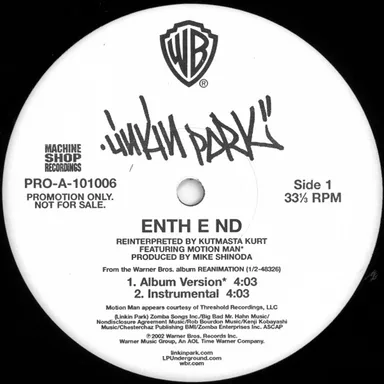 WB
®
LINKIN PARK
MACHINE
SHOP
RECORDINGS
PRO-A-101006
PROMOTION ONLY.
NOT FOR SALE.
Side 1
33⅓ RPM
ENTH E ND
REINTERPRETED BY KUTMASTA KURT
FEATURING MOTION MAN*
PRODUCED BY MIKE SHINODA
From the Warner Bros. album REANIMATION (1/2-48326)
1. Album Version* 4:03
2. Instrumental 4:03
Motion Man appears courtesy of Threshold Recordings, LLC
(Linkin Park) Zomba Songs Inc./Big Bad Mr. Hahn Music/
Nondisclosure Agreement Music/Rob Bourdon Music/Kenji Kobayashi
Music/Chesterchaz Publishing BMI/Zomba Enterprises Inc. ASCAP
℗2002 Warner Bros. Records Inc.
Warner Music Group, An AOL Time Warner Company.
linkinpark.com
LPUnderground.com
wbr.com